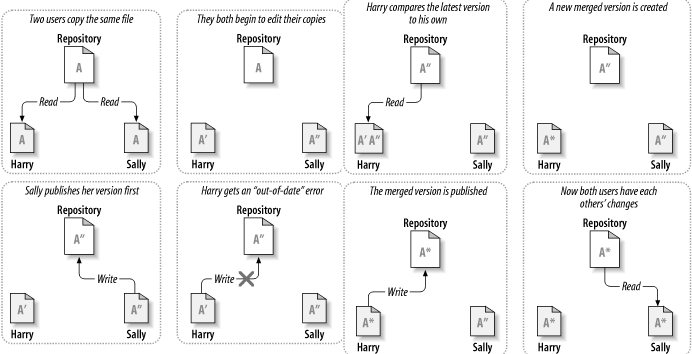 Two users copy the same file
Repository
A
Read
Read
A
A
Harry
Sally
They both begin to edit their copies
Repository
A
A'
A"
Harry
Sally
Sally publishes her version first
Repository
A"
Write
A'
A"
Harry
Sally
Harry gets an "out-of-date" error
Repository
A"
Write
A'
A"
Harry
Sally
Harry compares the latest version
to his own
Repository
A"
Read
A' A"
A"
Harry
Sally
A new merged version is created
Repository
A"
A*
A"
Harry
Sally
The merged version is published
Repository
A*
Write
A*
A"
Harry
Sally
Now both users have each
others' changes
Repository
A*
Read
A*
A*
Harry
Sally